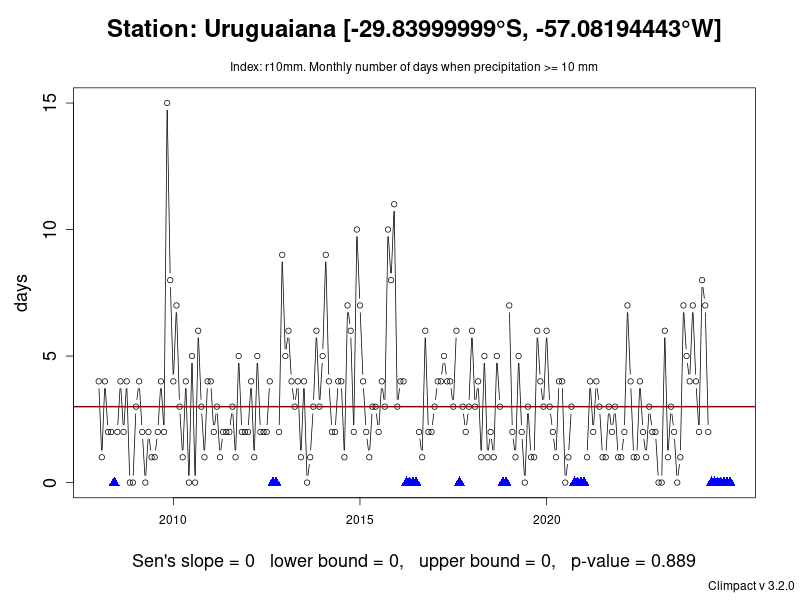 Station: Uruguaiana [-29.83999999°S, -57.08194443°W]
Index: r10mm. Monthly number of days when precipitation >= 10 mm
15
10
5
0
days
2010 2015 2020
Sen's slope = 0 lower bound = 0, upper bound = 0, p-value = 0.889
Climpact v 3.2.0